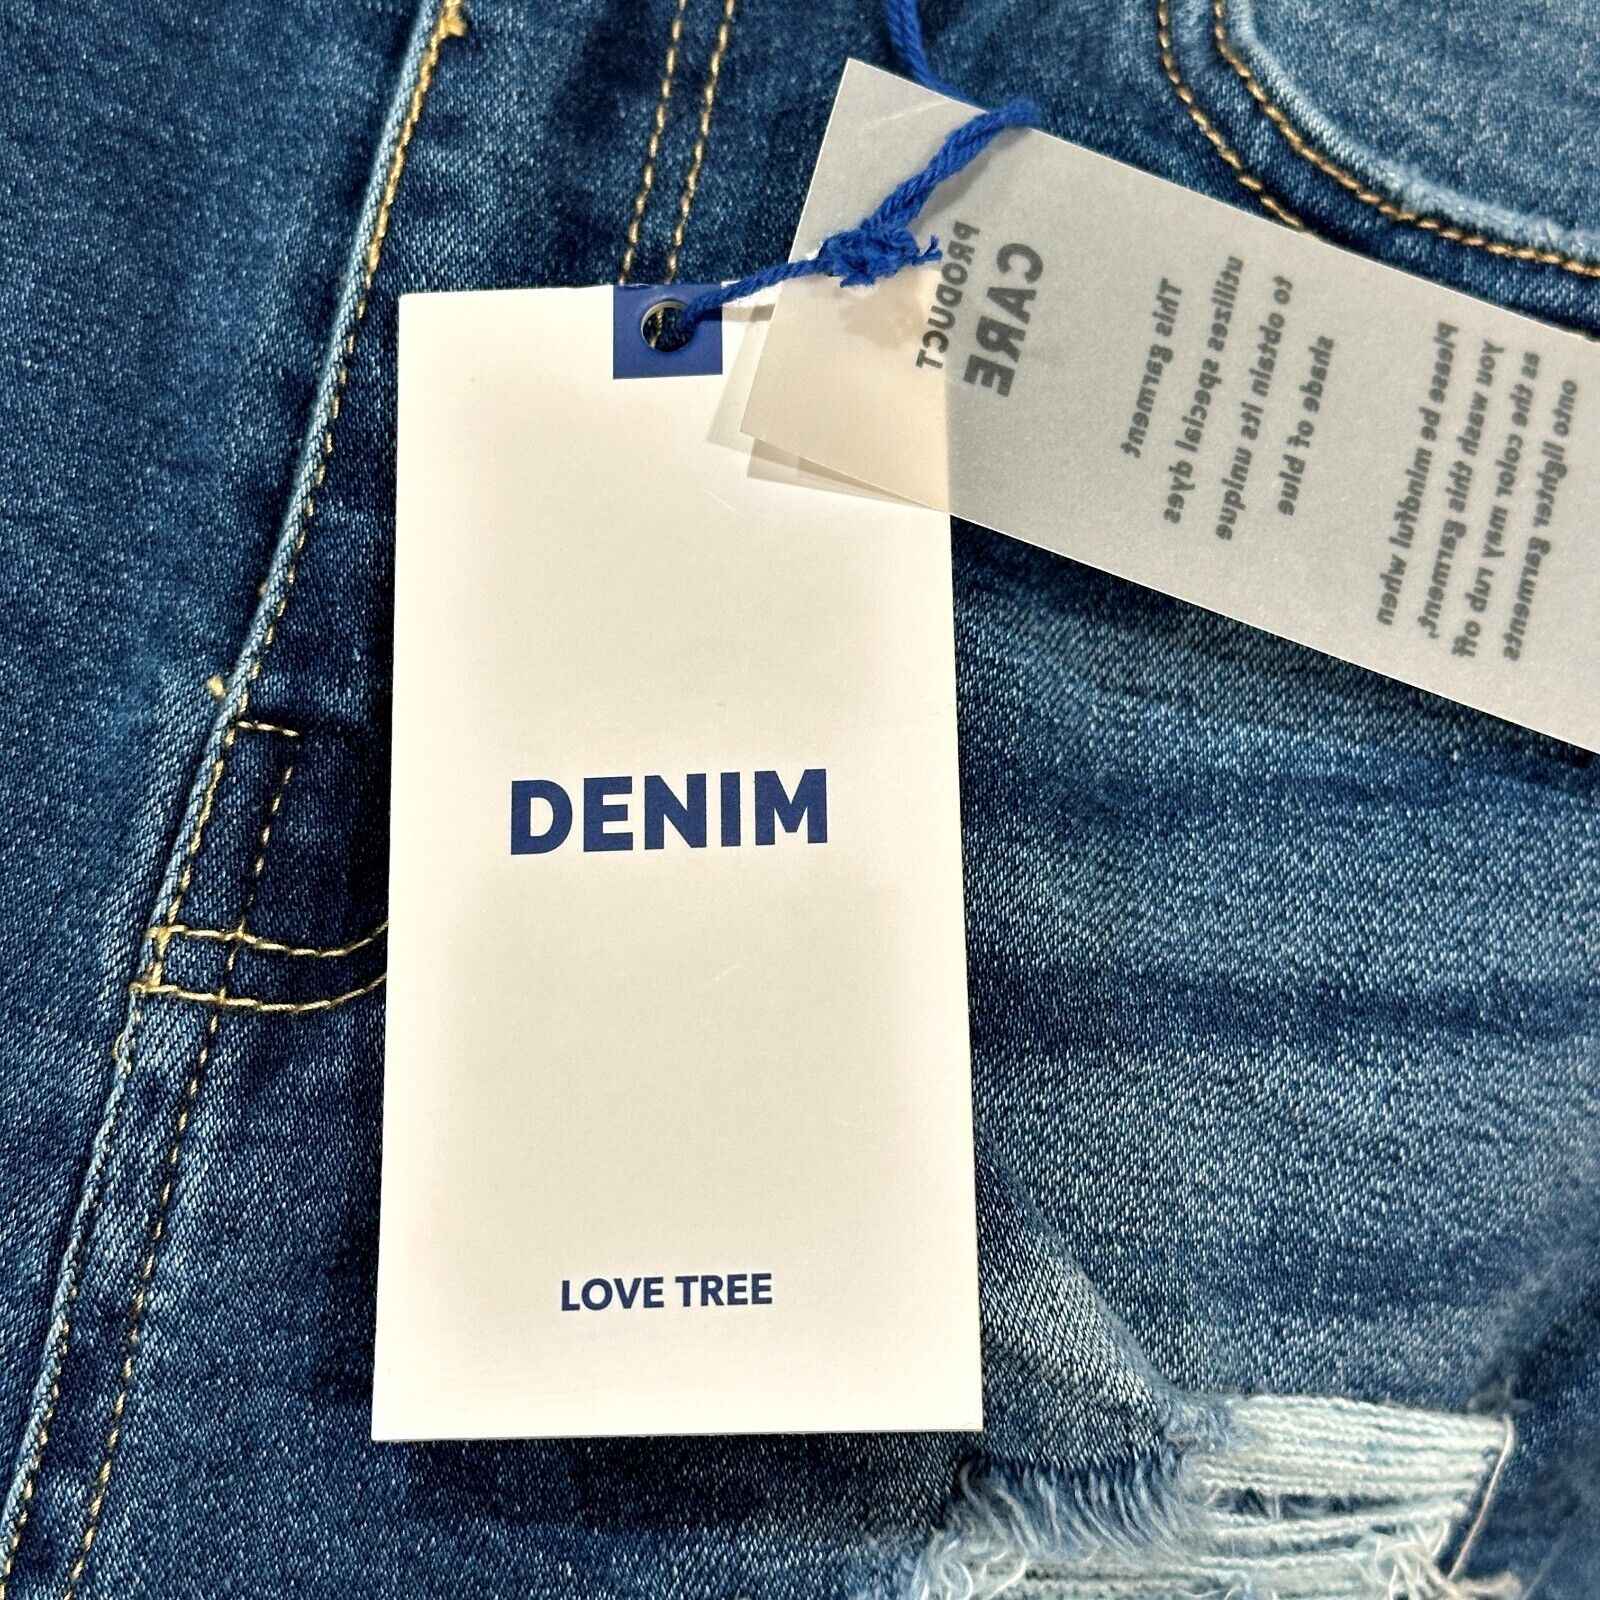 DENIM
LOVE TREE
PRODUCT
CARE
This garment
utilizes special dyes
to obtain its unique
shade of blue
Please be mindful when
you wash this garment,
as the color may rub off
onto lighter garments